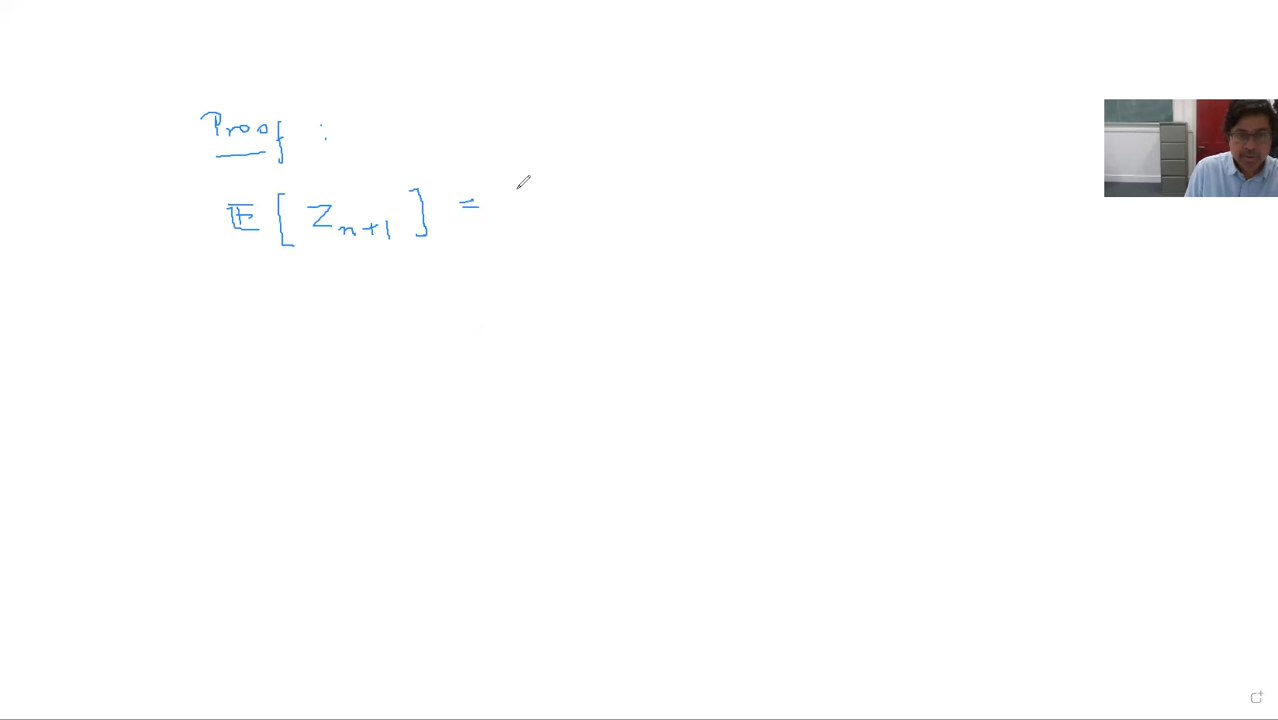 Proof :
𝔼 [ Z_{n+1} ] =